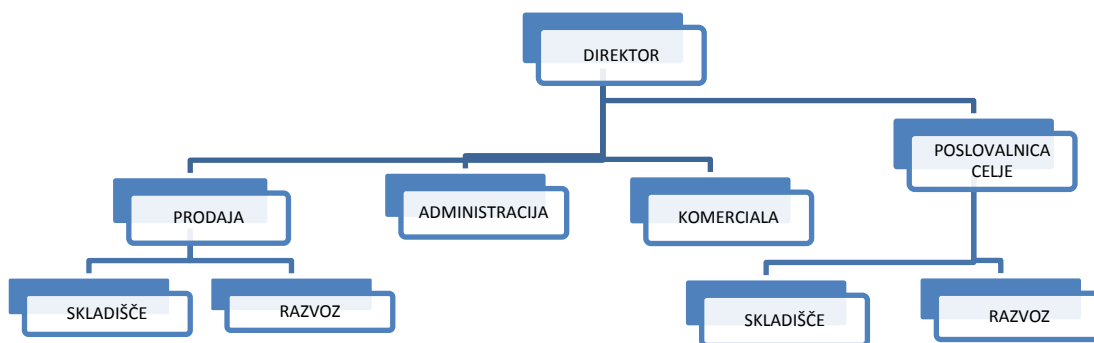 DIREKTOR
POSLOVALNICA
CELJE
PRODAJA
ADMINISTRACIJA
KOMERCIALA
SKLADIŠČE
RAZVOZ
SKLADIŠČE
RAZVOZ